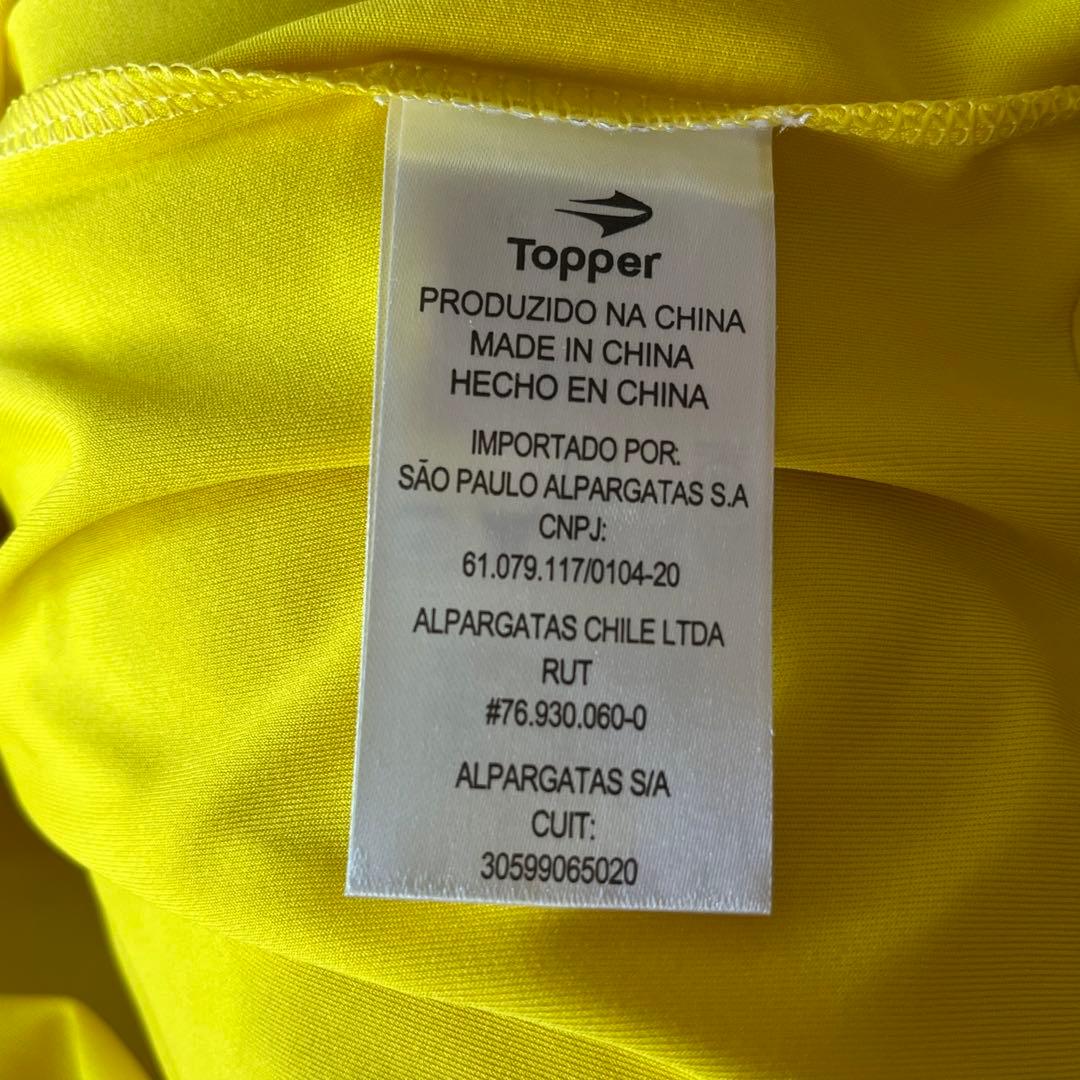 Topper
PRODUZIDO NA CHINA
MADE IN CHINA
HECHO EN CHINA
IMPORTADO POR:
SÃO PAULO ALPARGATAS S.A
CNPJ:
61.079.117/0104-20
ALPARGATAS CHILE LTDA
RUT
#76.930.060-0
ALPARGATAS S/A
CUIT:
30599065020